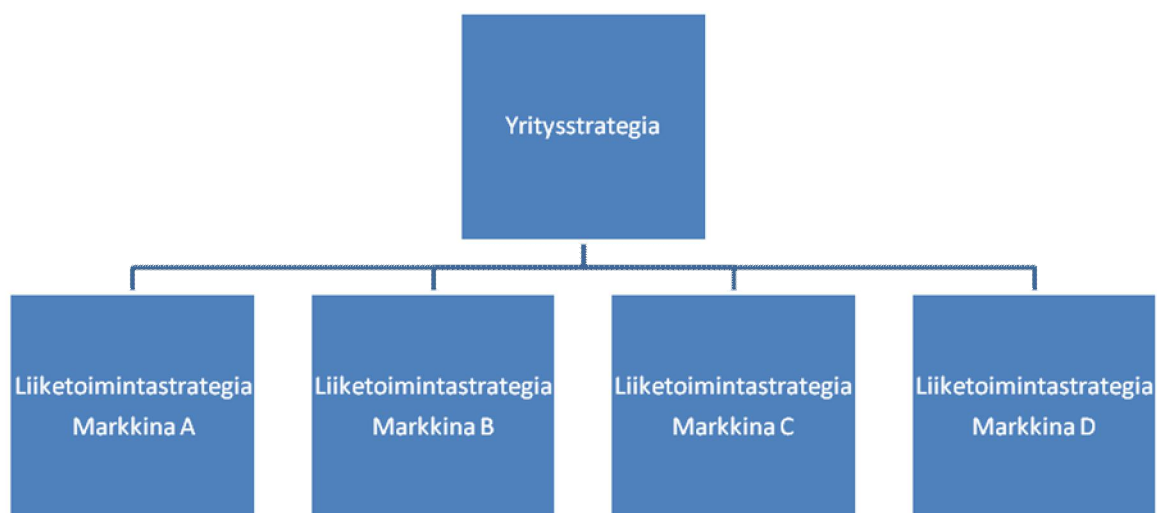 Yritysstrategia
Liiketoimintastrategia
Markkina A
Liiketoimintastrategia
Markkina B
Liiketoimintastrategia
Markkina C
Liiketoimintastrategia
Markkina D